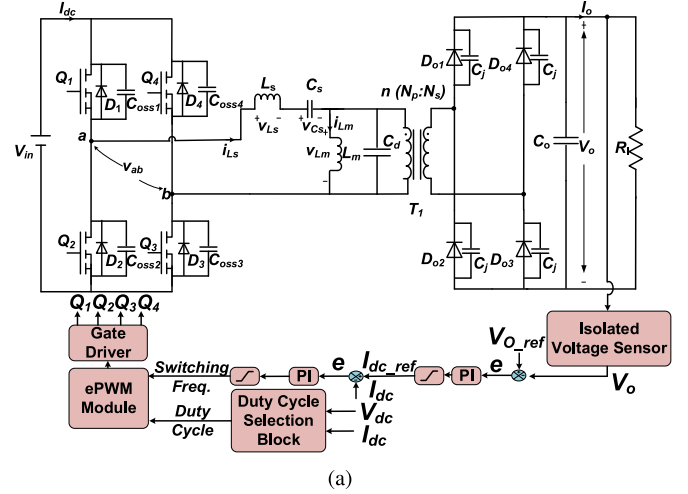 I_dc
I_o
Q_1
D_1
C_oss1
Q_4
D_4
C_oss4
L_s
C_s
n (N_p:N_s)
D_o1
C_j
D_o4
C_j
+ v_Ls -
+ v_Cs -
i_Lm
a
V_in
v_ab
i_Ls
v_Lm
L_m
C_d
C_o
+
V_o
-
R_l
b
T_1
Q_2
D_2
C_oss2
Q_3
D_3
C_oss3
D_o2
C_j
D_o3
C_j
Q_1 Q_2 Q_3 Q_4
Gate
Driver
Isolated
Voltage Sensor
V_O_ref
V_o
Switching
Freq.
PI
e
I_dc_ref
I_dc
PI
e
ePWM
Module
Duty
Cycle
Duty Cycle
Selection
Block
V_dc
I_dc
(a)